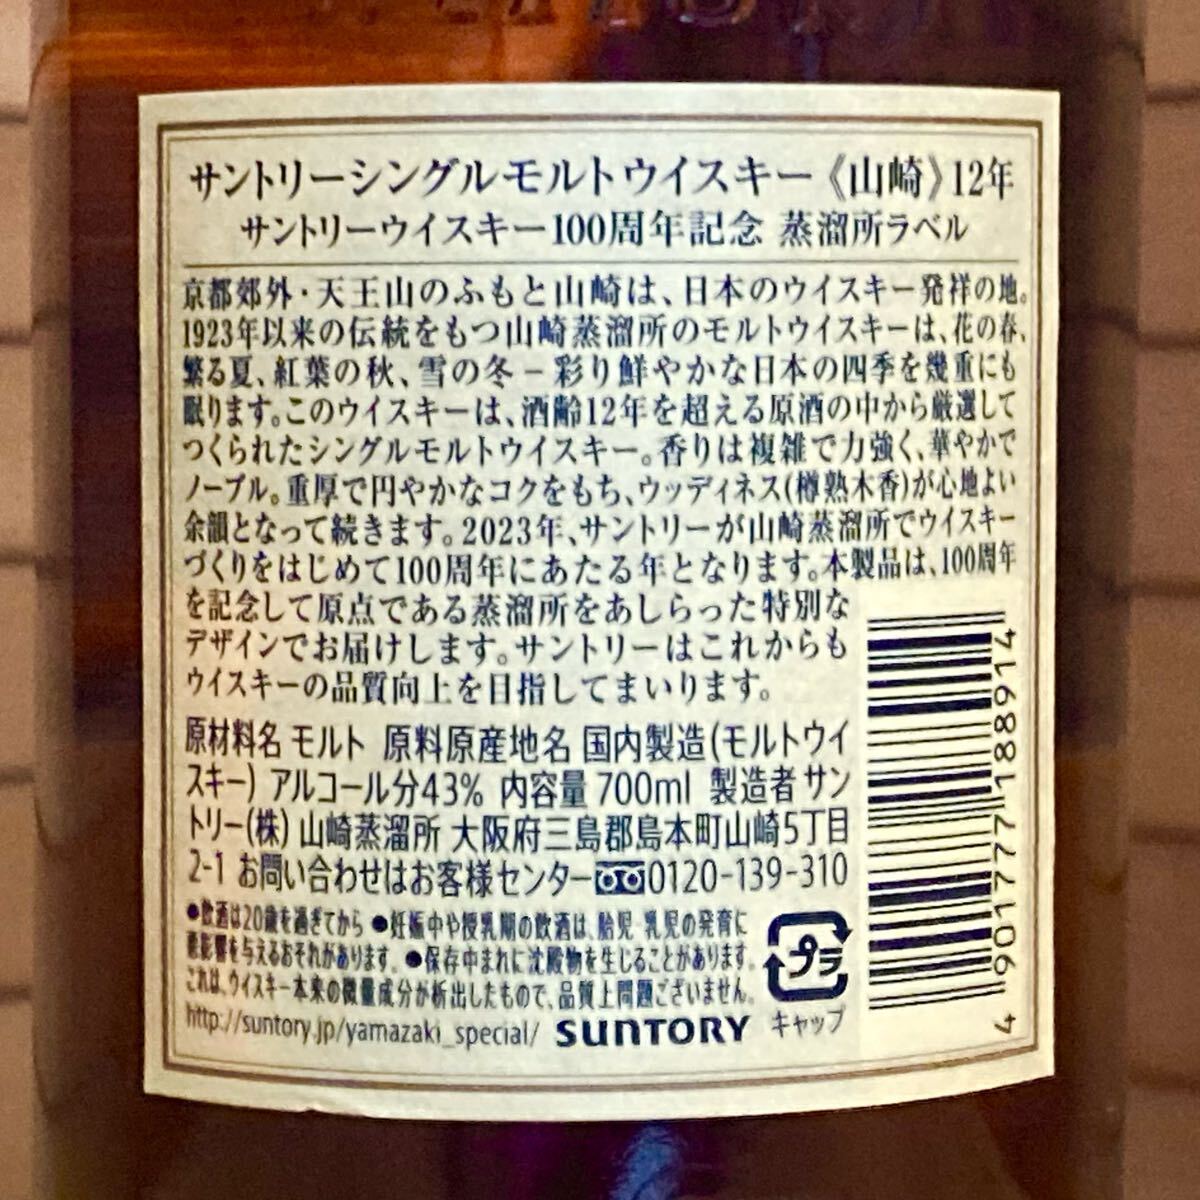 サントリーシングルモルトウイスキー《山崎》12年
サントリーウイスキー100周年記念 蒸溜所ラベル
京都郊外・天王山のふもと山崎は、日本のウイスキー発祥の地。
1923年以来の伝統をもつ山崎蒸溜所のモルトウイスキーは、花の春、
繁る夏、紅葉の秋、雪の冬－彩り鮮やかな日本の四季を幾重にも
眠ります。このウイスキーは、酒齢12年を超える原酒の中から厳選して
つくられたシングルモルトウイスキー。香りは複雑で力強く、華やかで
ノーブル。重厚で円やかなコクをもち、ウッディネス(樽熟木香)が心地よい
余韻となって続きます。2023年、サントリーが山崎蒸溜所でウイスキー
づくりをはじめて100周年にあたる年となります。本製品は、100周年
を記念して原点である蒸溜所をあしらった特別な
デザインでお届けします。サントリーはこれからも
ウイスキーの品質向上を目指してまいります。
原材料名 モルト 原料原産地名 国内製造(モルトウイ
スキー) アルコール分43% 内容量700ml 製造者 サン
トリー(株) 山崎蒸溜所 大阪府三島郡島本町山崎5丁目
2-1 お問い合わせはお客様センター 0120-139-310
●飲酒は20歳を過ぎてから ●妊娠中や授乳期の飲酒は、胎児・乳児の発育に
悪影響を与えるおそれがあります。●保存中まれに沈殿物を生じることがあります。
これは、ウイスキー本来の微量成分が析出したもので、品質上問題ございません。
http://suntory.jp/yamazaki_special/ SUNTORY
プラ
キャップ
4901777188914